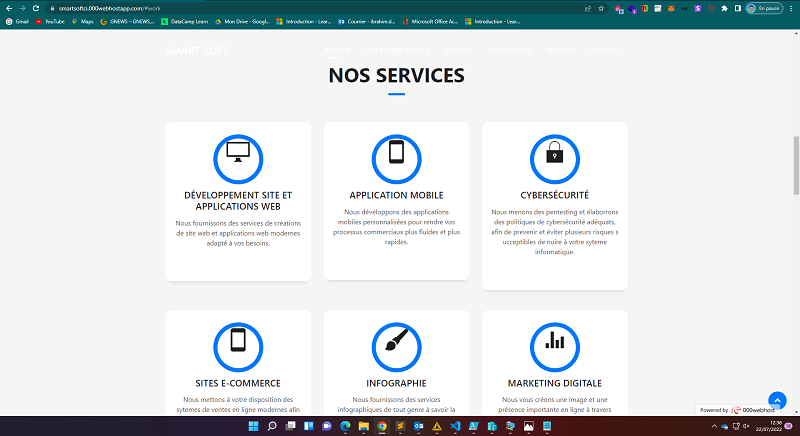 smartsoftci.000webhostapp.com/#work
En pause
Gmail
YouTube
Maps
GNEWS – GNEWS,...
DataCamp Learn
Mon Drive - Googl...
Introduction - Lear...
Courrier - ibrahim.d...
Microsoft Office Ac...
Introduction - Lear...
SMART SOFT
ACCUEIL
QUI SOMME NOUS ?
SERVICES
REALISATIONS
ARTICLES
CONTACT
NOS SERVICES
DÉVELOPPEMENT SITE ET
APPLICATIONS WEB
Nous fournissons des services de créations
de site web et applications web modernes
adapté à vos besoins.
APPLICATION MOBILE
Nous développons des applications
mobiles personnalisées pour rendre vos
processus commerciaux plus fluides et plus
rapides.
CYBERSÉCURITÉ
Nous menons des pentesting et élaborrons
des politiques de cybersécurité adéquats,
afin de prevenir et éviter plusieurs risques s
ucceptibles de nuire à votre syteme
informatique.
SITES E-COMMERCE
Nous mettons à votre disposition des
sytemes de ventes en ligne modernes afin
INFOGRAPHIE
Nous fournissons des services
infographiques de tout genre à savoir la
MARKETING DIGITALE
Nous vous créons une image et une
présence importante en ligne à travers
Powered by 000webhost
12:36
22/07/2022